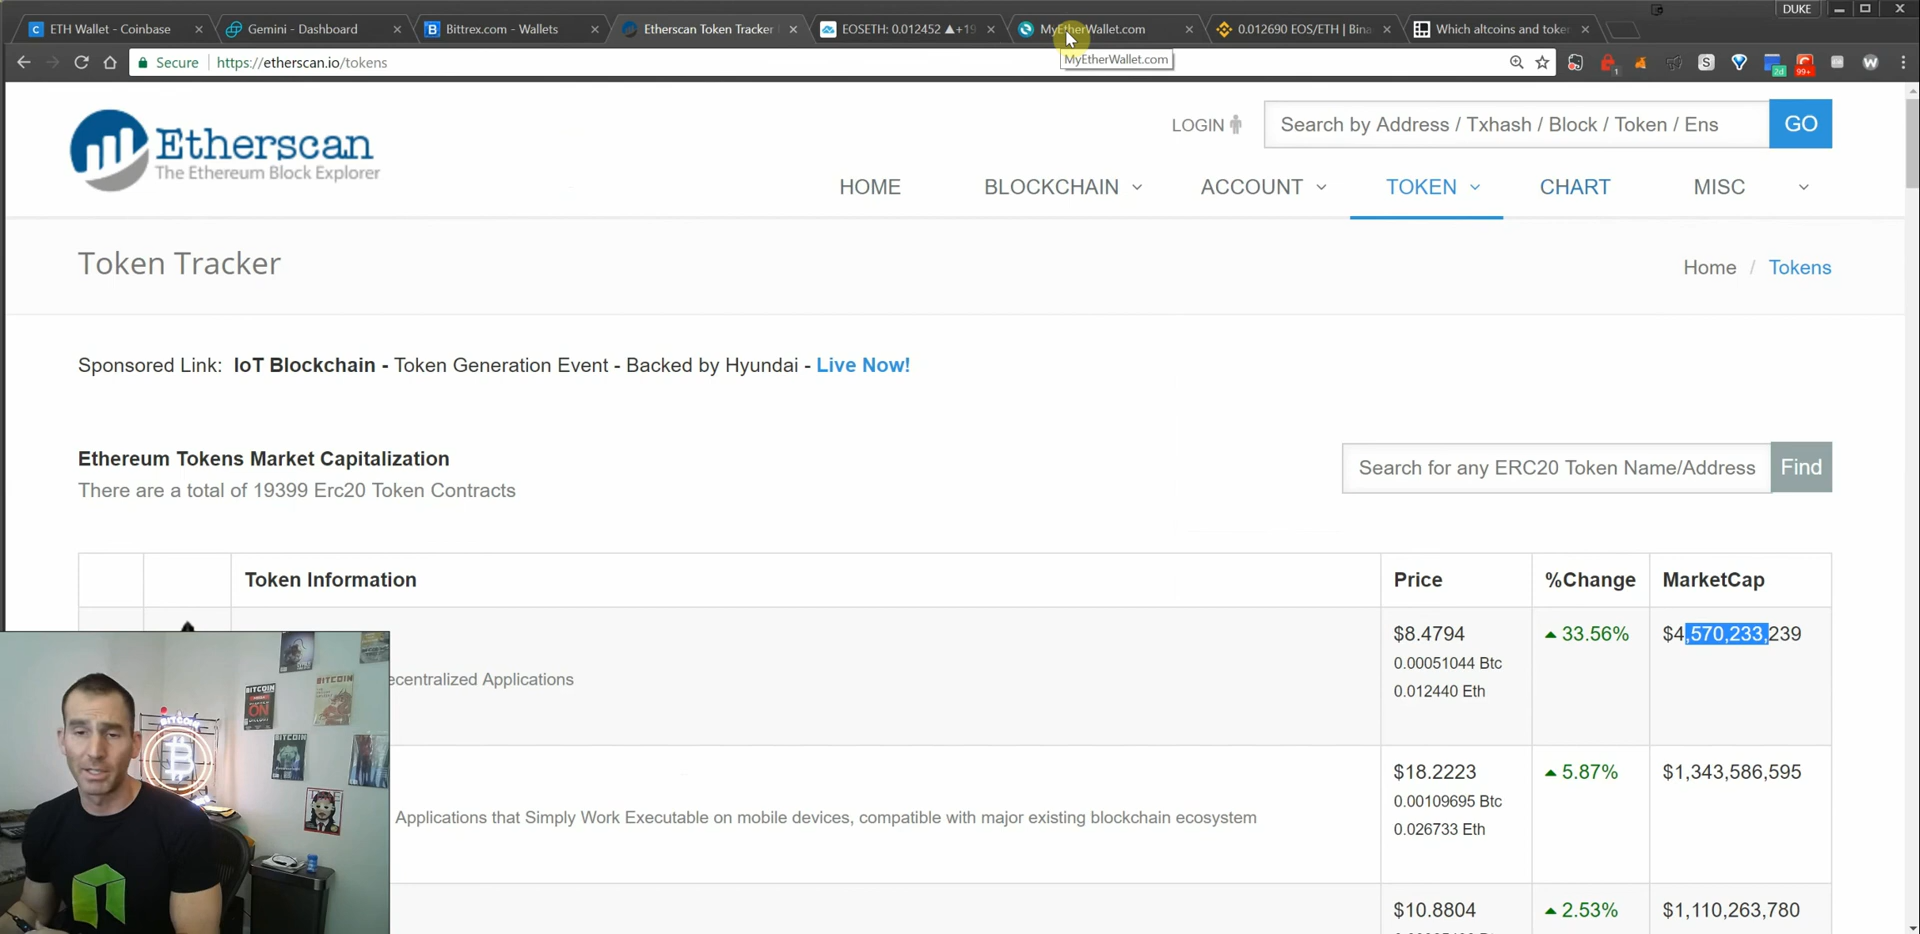 DUKE
ETH Wallet - Coinbase
Gemini - Dashboard
Bittrex.com - Wallets
Etherscan Token Tracker
EOSETH: 0.012452 ▲+19
MyEtherWallet.com
0.012690 EOS/ETH | Bina
Which altcoins and token
Secure
https://etherscan.io/tokens
MyEtherWallet.com
1
S
2d
99+
W
Etherscan
The Ethereum Block Explorer
LOGIN
Search by Address / Txhash / Block / Token / Ens
GO
HOME
BLOCKCHAIN
ACCOUNT
TOKEN
CHART
MISC
Token Tracker
Home / Tokens
Sponsored Link: IoT Blockchain - Token Generation Event - Backed by Hyundai - Live Now!
Ethereum Tokens Market Capitalization
There are a total of 19399 Erc20 Token Contracts
Search for any ERC20 Token Name/Address
Find
Token Information
Price
%Change
MarketCap
$8.4794
0.00051044 Btc
0.012440 Eth
33.56%
$4,570,233,239
ecentralized Applications
$18.2223
0.00109695 Btc
0.026733 Eth
5.87%
$1,343,586,595
Applications that Simply Work Executable on mobile devices, compatible with major existing blockchain ecosystem
$10.8804
2.53%
$1,110,263,780
BITCOIN
ON
BITCOIN
BITCOIN
B